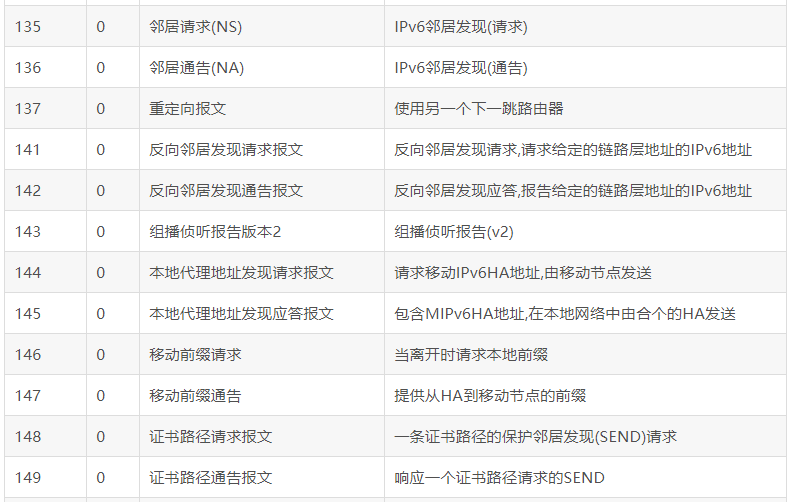 135 0 邻居请求(NS) IPv6邻居发现(请求)
136 0 邻居通告(NA) IPv6邻居发现(通告)
137 0 重定向报文 使用另一个下一跳路由器
141 0 反向邻居发现请求报文 反向邻居发现请求,请求给定的链路层地址的IPv6地址
142 0 反向邻居发现通告报文 反向邻居发现应答,报告给定的链路层地址的IPv6地址
143 0 组播侦听报告版本2 组播侦听报告(v2)
144 0 本地代理地址发现请求报文 请求移动IPv6HA地址,由移动节点发送
145 0 本地代理地址发现应答报文 包含MIPv6HA地址,在本地网络中由合个的HA发送
146 0 移动前缀请求 当离开时请求本地前缀
147 0 移动前缀通告 提供从HA到移动节点的前缀
148 0 证书路径请求报文 一条证书路径的保护邻居发现(SEND)请求
149 0 证书路径通告报文 响应一个证书路径请求的SEND